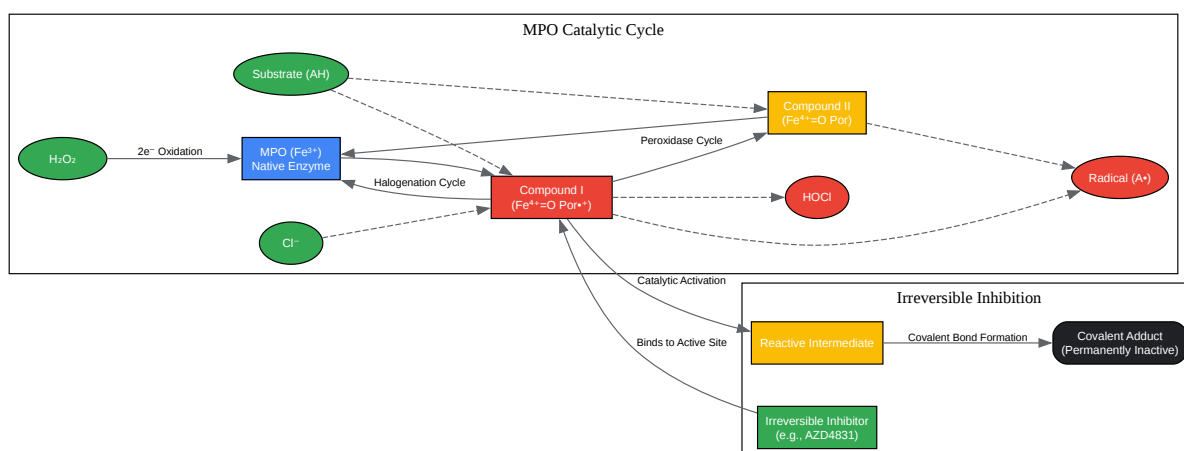 MPO Catalytic Cycle
Substrate (AH)
Compound II
(Fe⁴⁺=O Por)
H₂O₂
2e⁻ Oxidation
MPO (Fe³⁺)
Native Enzyme
Peroxidase Cycle
Halogenation Cycle
Compound I
(Fe⁴⁺=O Por•⁺)
HOCl
Radical (A•)
Cl⁻
Catalytic Activation
Irreversible Inhibition
Binds to Active Site
Reactive Intermediate
Covalent Bond Formation
Covalent Adduct
(Permanently Inactive)
Irreversible Inhibitor
(e.g., AZD4831)